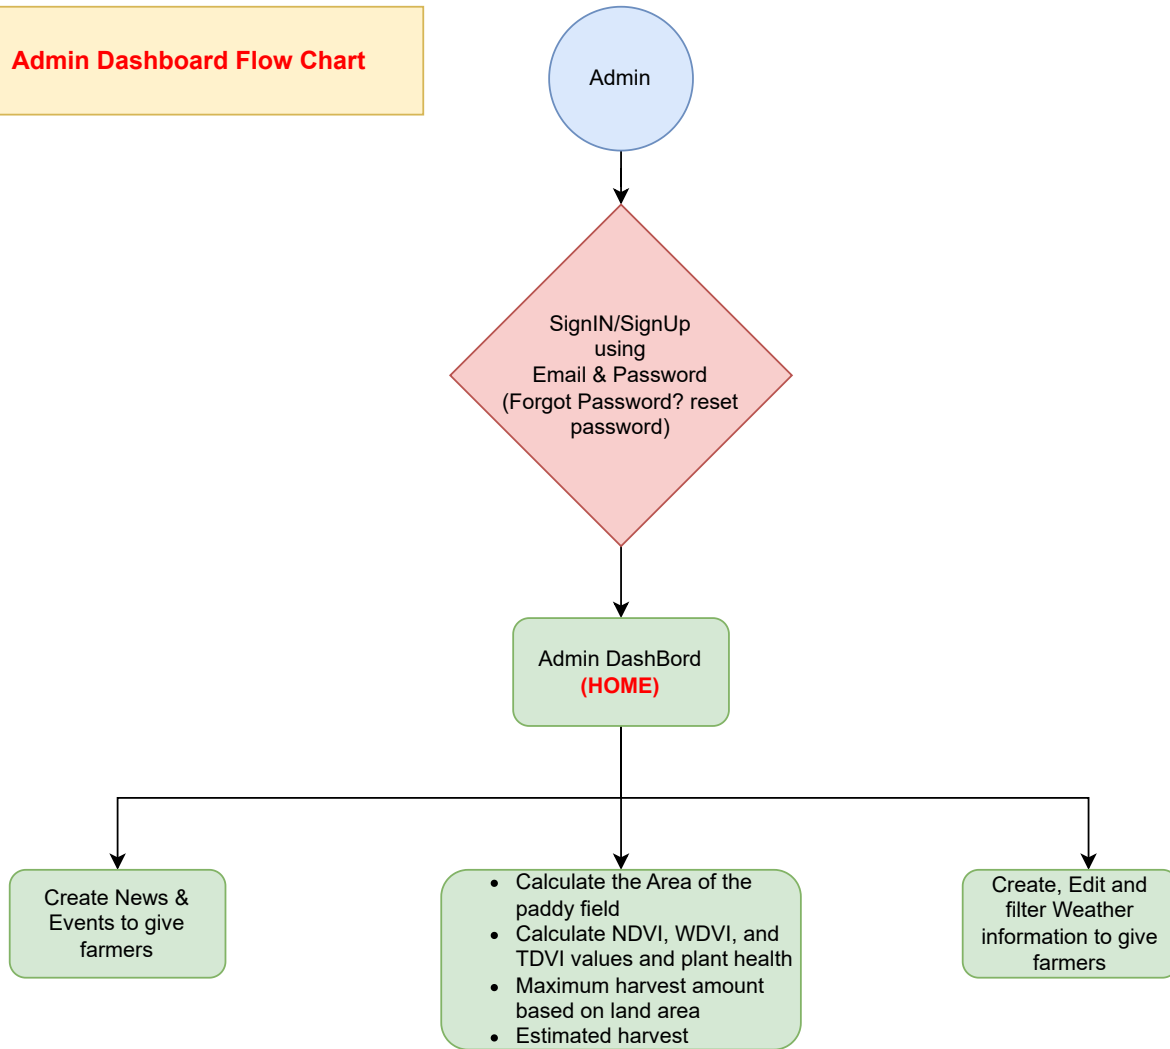 Admin Dashboard Flow Chart
Admin
SignIN/SignUp
using
Email & Password
(Forgot Password? reset
password)
Admin DashBord
(HOME)
Create News &
Events to give
farmers
• Calculate the Area of the
paddy field
• Calculate NDVI, WDVI, and
TDVI values and plant health
• Maximum harvest amount
based on land area
• Estimated harvest
Create, Edit and
filter Weather
information to give
farmers